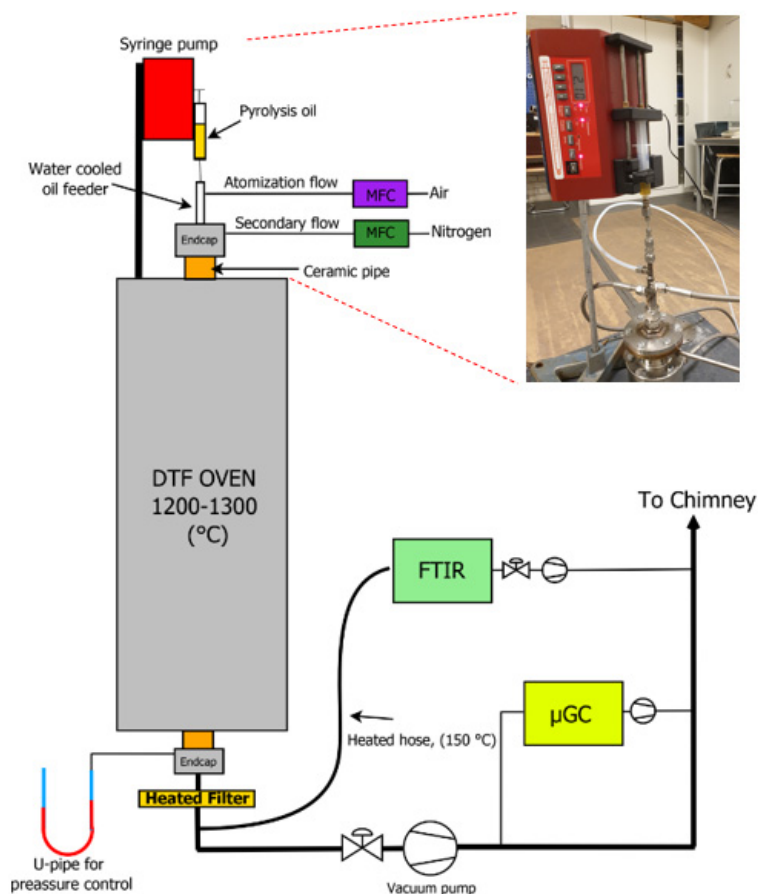 Syringe pump
Pyrolysis oil
Water cooled
oil feeder
Atomization flow
MFC
Air
Secondary flow
MFC
Nitrogen
Endcap
Ceramic pipe
DTF OVEN
1200-1300
(°C)
To Chimney
FTIR
µGC
Heated hose, (150 °C)
Endcap
Heated Filter
U-pipe for
preassure control
Vacuum pump